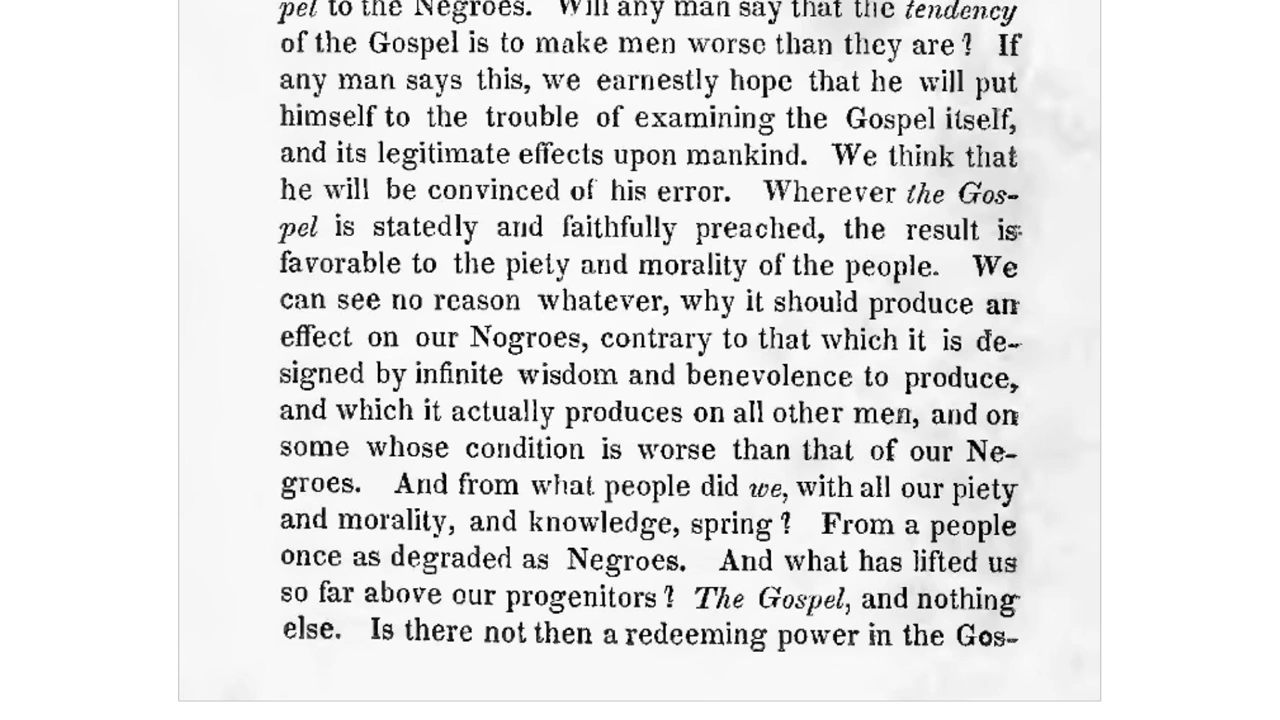 pel to the Negroes. Will any man say that the tendency
of the Gospel is to make men worse than they are? If
any man says this, we earnestly hope that he will put
himself to the trouble of examining the Gospel itself,
and its legitimate effects upon mankind. We think that
he will be convinced of his error. Wherever the Gos-
pel is statedly and faithfully preached, the result is
favorable to the piety and morality of the people. We
can see no reason whatever, why it should produce an
effect on our Nogroes, contrary to that which it is de-
signed by infinite wisdom and benevolence to produce,
and which it actually produces on all other men, and on
some whose condition is worse than that of our Ne-
groes. And from what people did we, with all our piety
and morality, and knowledge, spring? From a people
once as degraded as Negroes. And what has lifted us
so far above our progenitors? The Gospel, and nothing
else. Is there not then a redeeming power in the Gos-